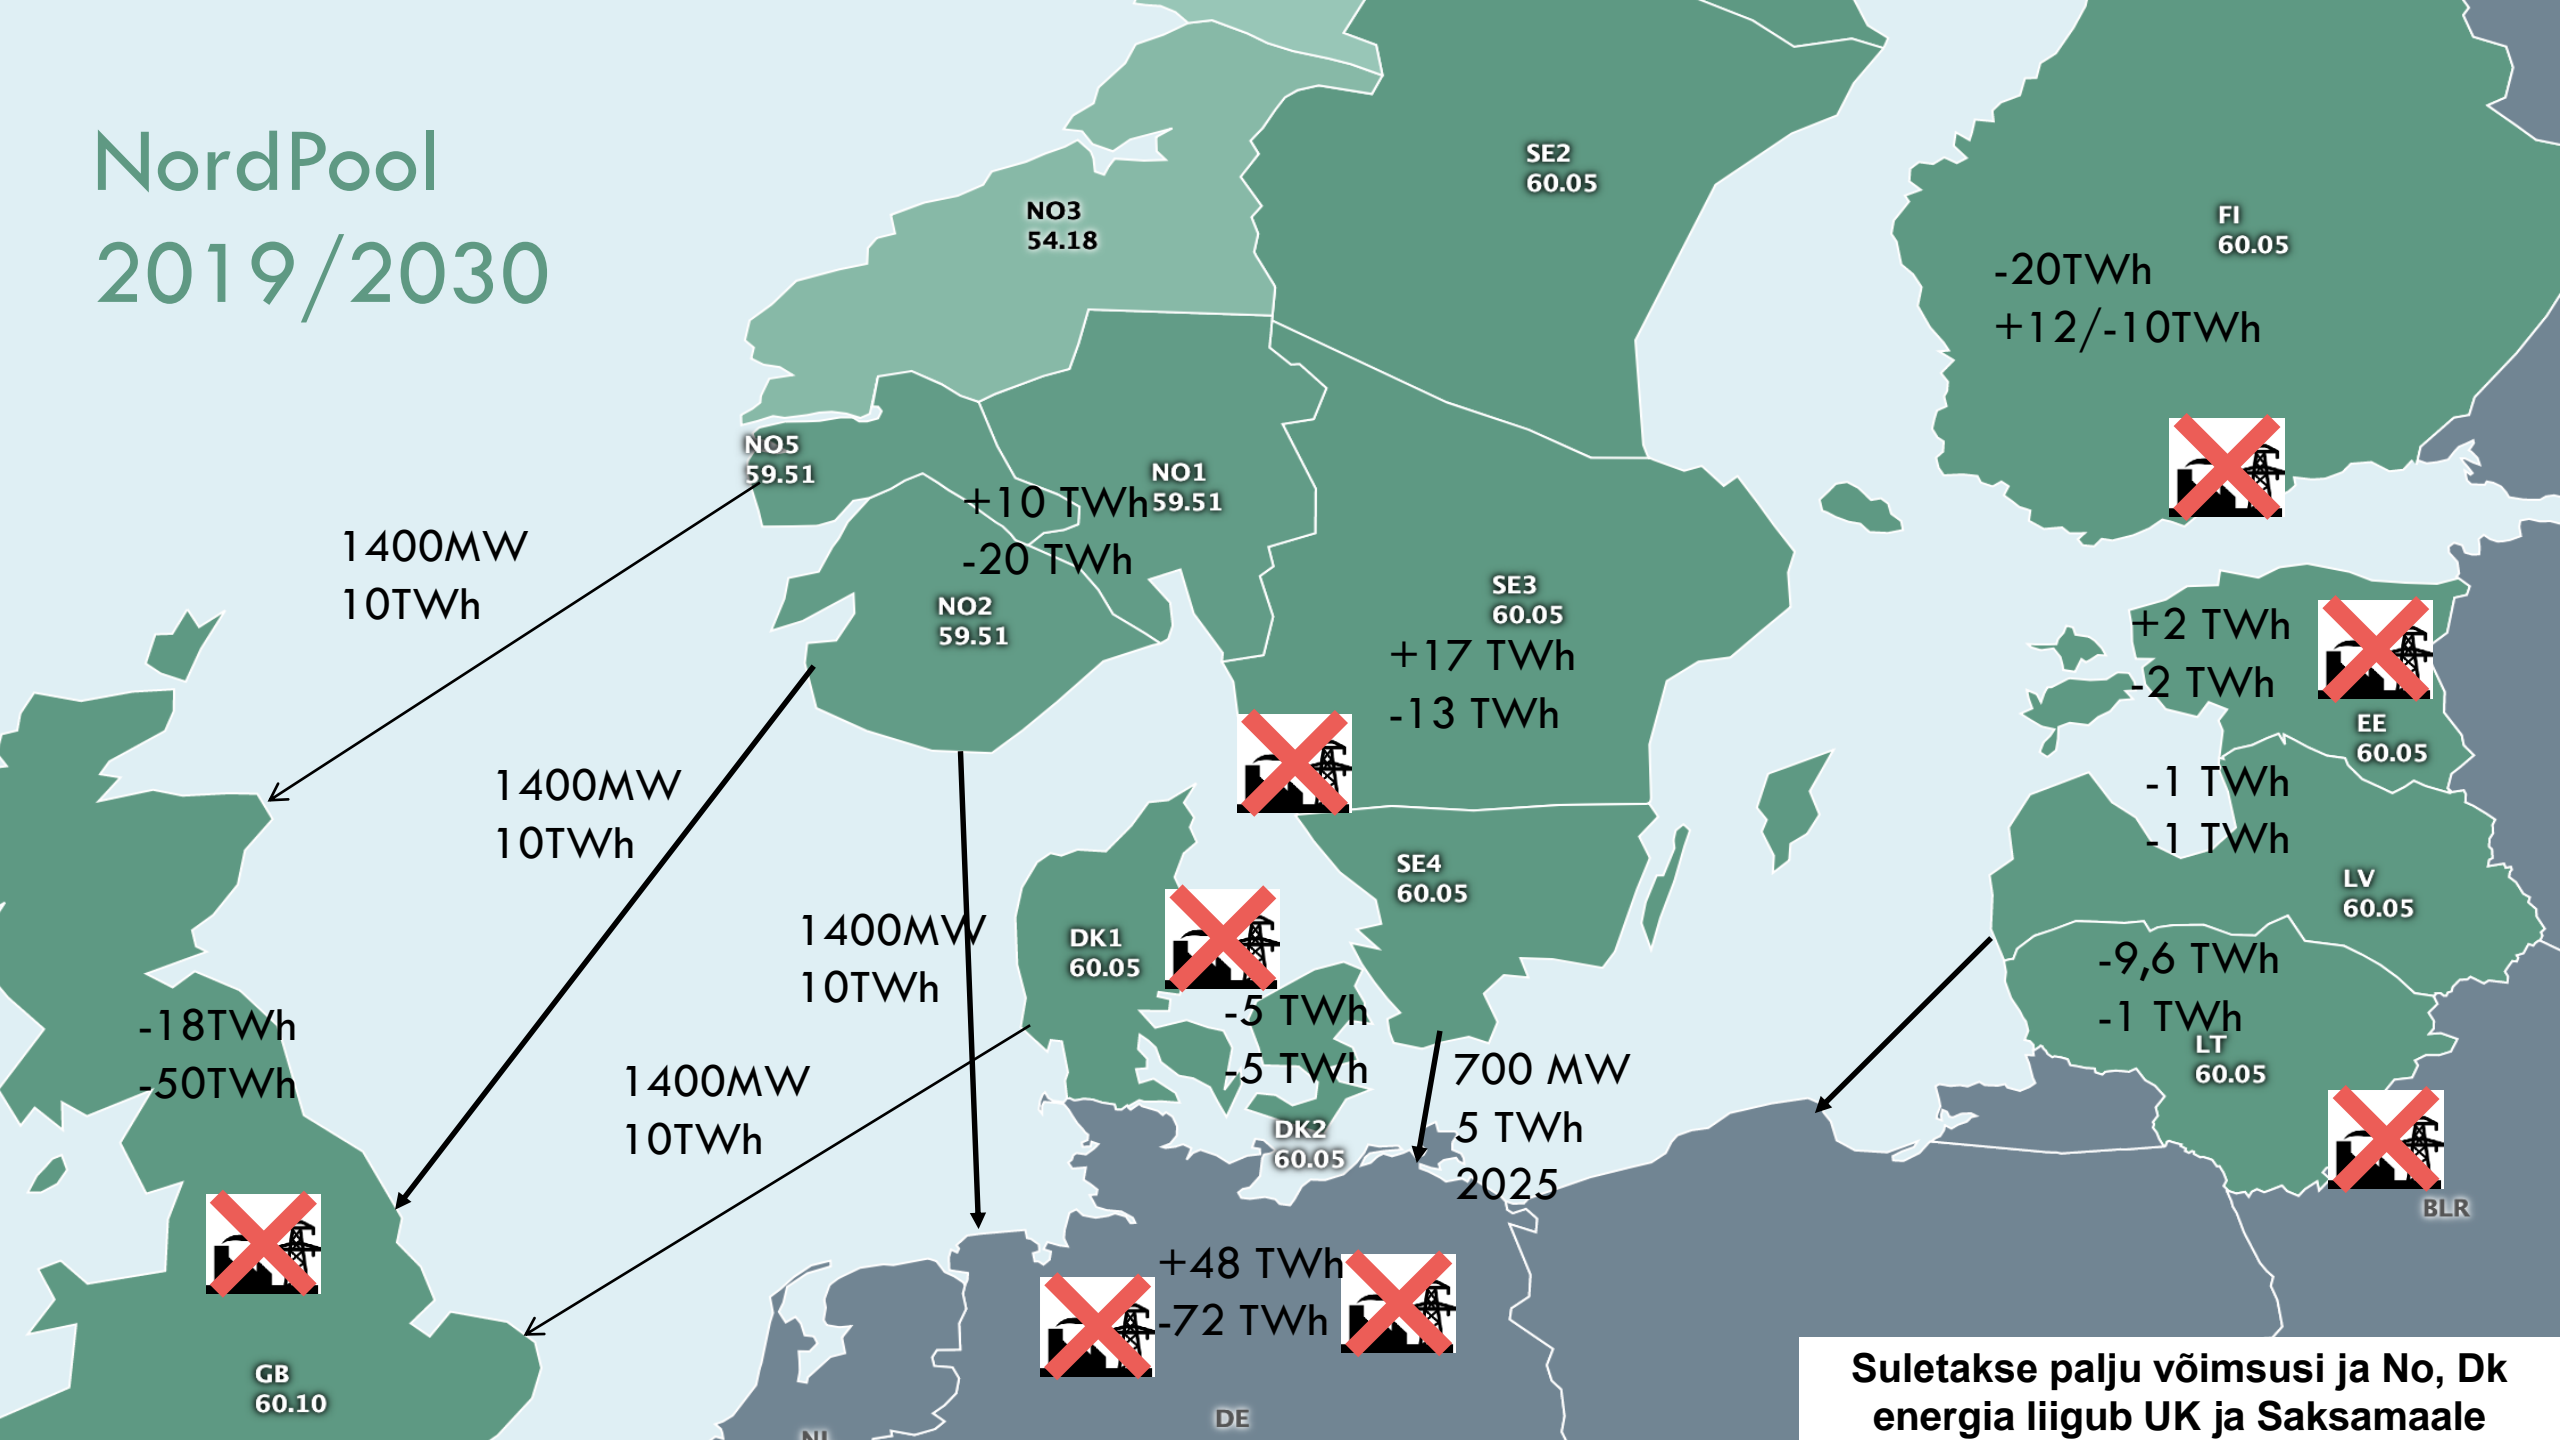 NordPool
2019/2030
SE2
60.05
NO3
54.18
FI
60.05
-20TWh
+12/-10TWh
NO5
59.51
NO1
59.51
+10 TWh
-20 TWh
NO2
59.51
1400MW
10TWh
SE3
60.05
+17 TWh
-13 TWh
+2 TWh
-2 TWh
EE
60.05
-1 TWh
-1 TWh
1400MW
10TWh
SE4
60.05
LV
60.05
1400MW
10TWh
DK1
60.05
-5 TWh
-5 TWh
DK2
60.05
-9,6 TWh
-1 TWh
LT
60.05
-18TWh
-50TWh
1400MW
10TWh
700 MW
5 TWh
2025
BLR
+48 TWh
-72 TWh
GB
60.10
DE
NL
Suletakse palju võimsusi ja No, Dk
energia liigub UK ja Saksamaale